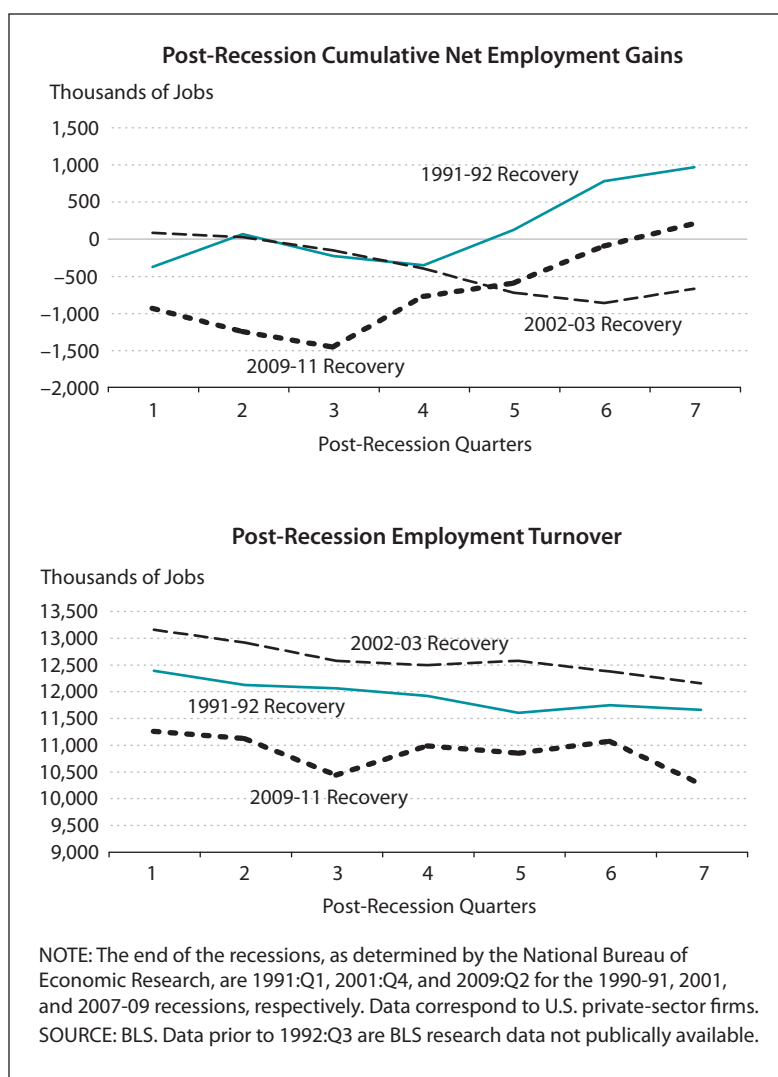 Post-Recession Cumulative Net Employment Gains
Thousands of Jobs
1,500
1,000
500
0
–500
–1,000
–1,500
–2,000
1991-92 Recovery
2002-03 Recovery
2009-11 Recovery
1 2 3 4 5 6 7
Post-Recession Quarters
Post-Recession Employment Turnover
Thousands of Jobs
13,500
13,000
12,500
12,000
11,500
11,000
10,500
10,000
9,500
9,000
2002-03 Recovery
1991-92 Recovery
2009-11 Recovery
1 2 3 4 5 6 7
Post-Recession Quarters
NOTE: The end of the recessions, as determined by the National Bureau of
Economic Research, are 1991:Q1, 2001:Q4, and 2009:Q2 for the 1990-91, 2001,
and 2007-09 recessions, respectively. Data correspond to U.S. private-sector firms.
SOURCE: BLS. Data prior to 1992:Q3 are BLS research data not publically available.